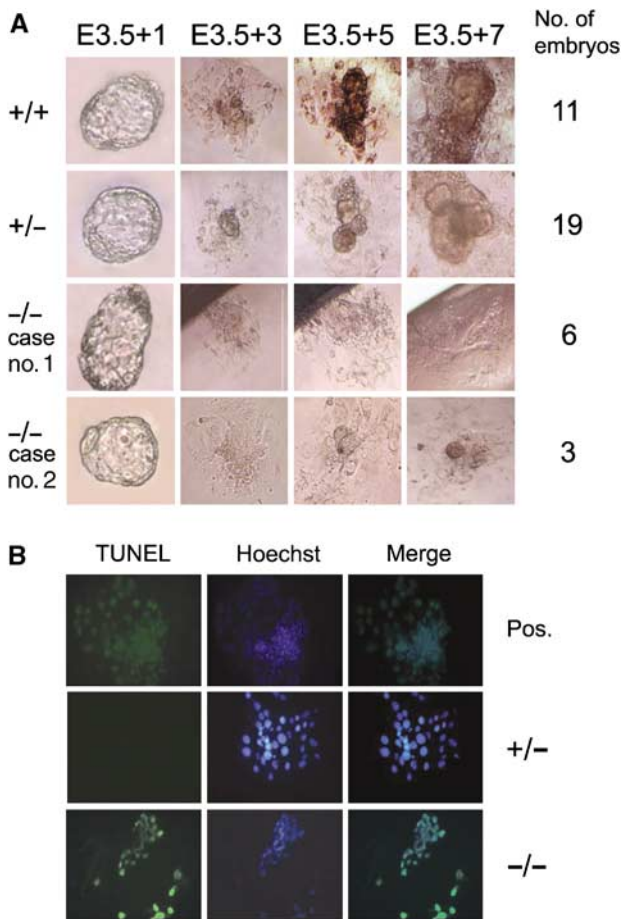 A
E3.5+1 E3.5+3 E3.5+5 E3.5+7 No. of embryos
+/+ 11
+/− 19
−/− case no. 1 6
−/− case no. 2 3
B
TUNEL Hoechst Merge
Pos.
+/−
−/−